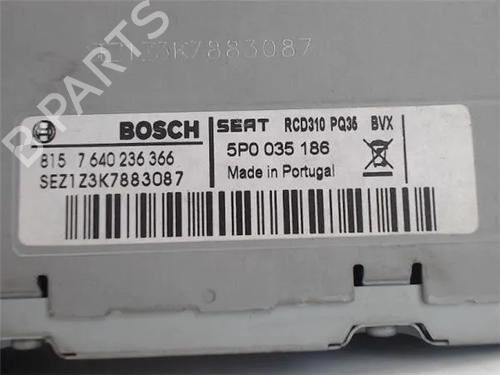 SEZ1Z3K7883087
B-PARTS
BOSCH
815 7 640 236 366
SEZ1Z3K7883087
SEAT RCD310 PQ35 BVX
5P0 035 186
Made in Portugal